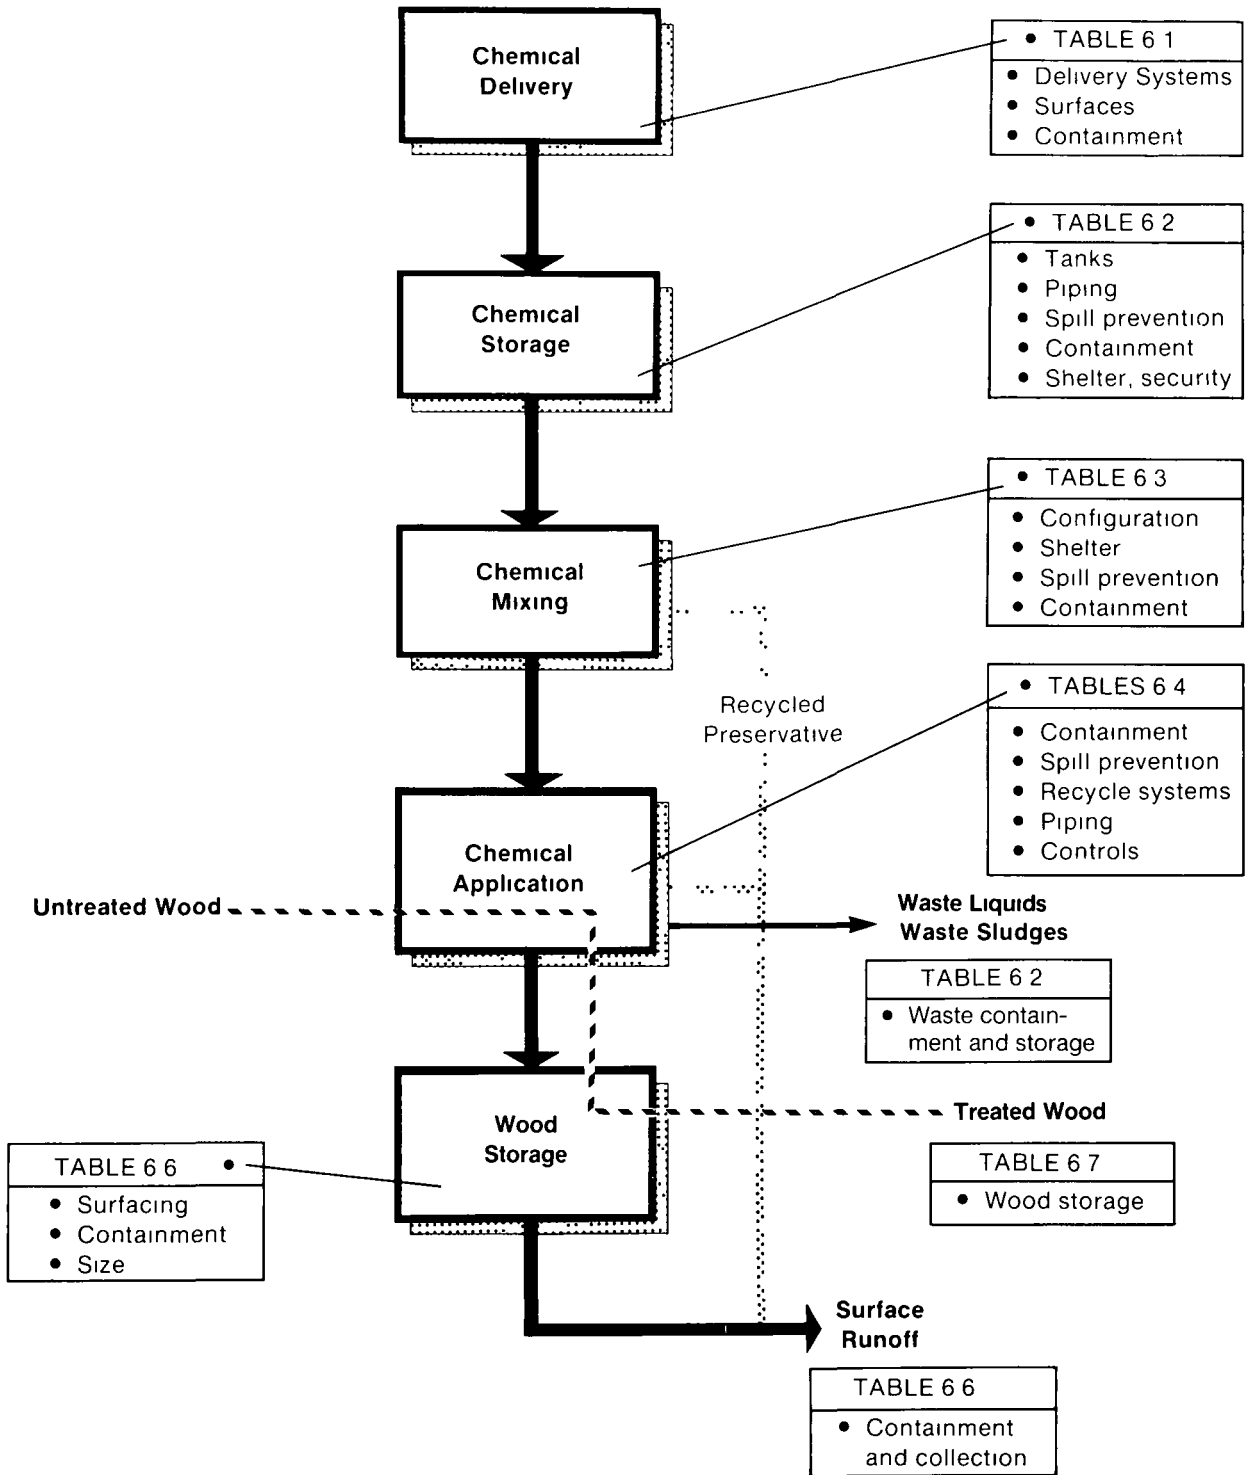 Chemical
Delivery
• TABLE 6 1
• Delivery Systems
• Surfaces
• Containment
Chemical
Storage
• TABLE 6 2
• Tanks
• Piping
• Spill prevention
• Containment
• Shelter, security
Chemical
Mixing
• TABLE 6 3
• Configuration
• Shelter
• Spill prevention
• Containment
Recycled
Preservative
• TABLES 6 4
• Containment
• Spill prevention
• Recycle systems
• Piping
• Controls
Chemical
Application
Untreated Wood
Waste Liquids
Waste Sludges
TABLE 6 2
• Waste contain-
ment and storage
Wood
Storage
Treated Wood
TABLE 6 7
• Wood storage
TABLE 6 6 •
• Surfacing
• Containment
• Size
Surface
Runoff
TABLE 6 6
• Containment
and collection